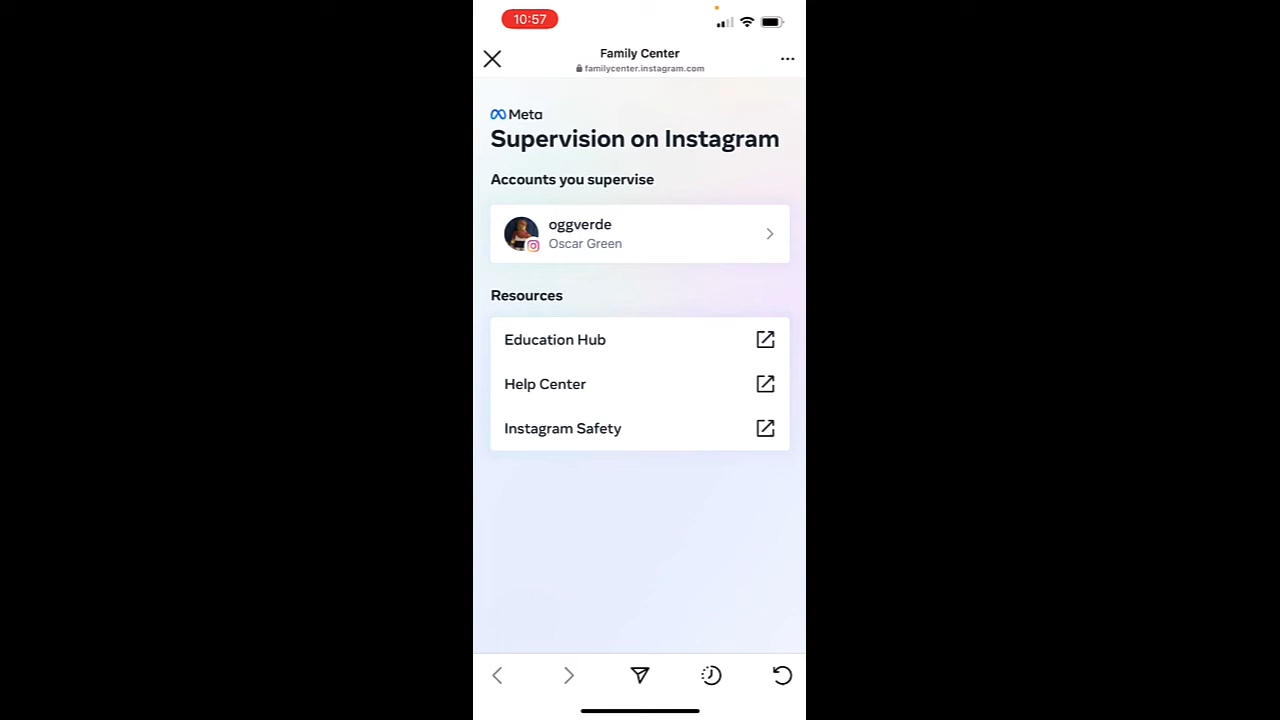 10:57
Family Center
familycenter.instagram.com
Meta
Supervision on Instagram
Accounts you supervise
oggverde
Oscar Green
Resources
Education Hub
Help Center
Instagram Safety